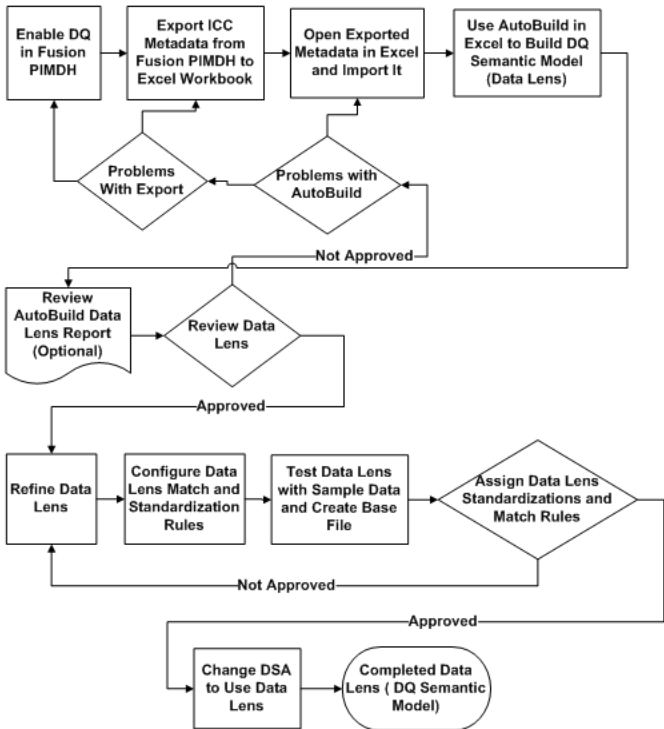 Enable DQ
in Fusion
PIMDH
Export ICC
Metadata from
Fusion PIMDH to
Excel Workbook
Open Exported
Metadata in Excel
and Import It
Use AutoBuild in
Excel to Build DQ
Semantic Model
(Data Lens)
Problems
With Export
Problems with
AutoBuild
Not Approved
Review
AutoBuild Data
Lens Report
(Optional)
Review Data
Lens
Approved
Refine Data
Lens
Configure Data
Lens Match and
Standardization
Rules
Test Data Lens
with Sample Data
and Create Base
File
Assign Data Lens
Standardizations and
Match Rules
Not Approved
Approved
Change DSA
to Use Data
Lens
Completed Data
Lens ( DQ Semantic
Model)